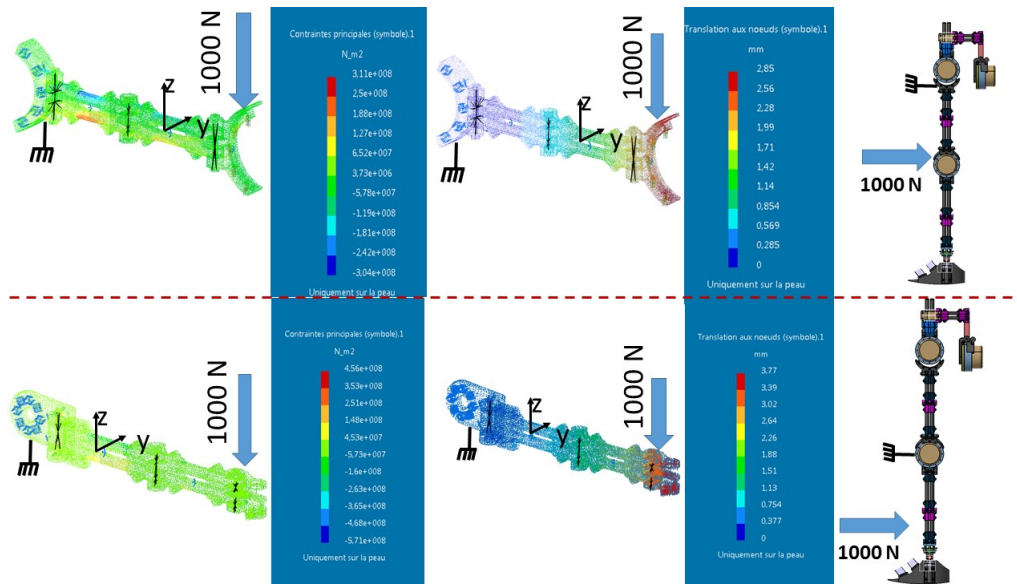 1000 N
z
y
Contraintes principales (symbole).1
N_m2
3,11e+008
2,5e+008
1,88e+008
1,27e+008
6,52e+007
3,73e+006
-5,78e+007
-1,19e+008
-1,81e+008
-2,42e+008
-3,04e+008
Uniquement sur la peau
1000 N
z
y
Translation aux noeuds (symbole).1
mm
2,85
2,56
2,28
1,99
1,71
1,42
1,14
0,854
0,569
0,285
0
Uniquement sur la peau
1000 N
1000 N
z
y
Contraintes principales (symbole).1
N_m2
4,56e+008
3,53e+008
2,51e+008
1,48e+008
4,53e+007
-5,73e+007
-1,6e+008
-2,63e+008
-3,65e+008
-4,68e+008
-5,71e+008
Uniquement sur la peau
1000 N
z
y
Translation aux noeuds (symbole).1
mm
3,77
3,39
3,02
2,64
2,26
1,88
1,51
1,13
0,754
0,377
0
Uniquement sur la peau
1000 N